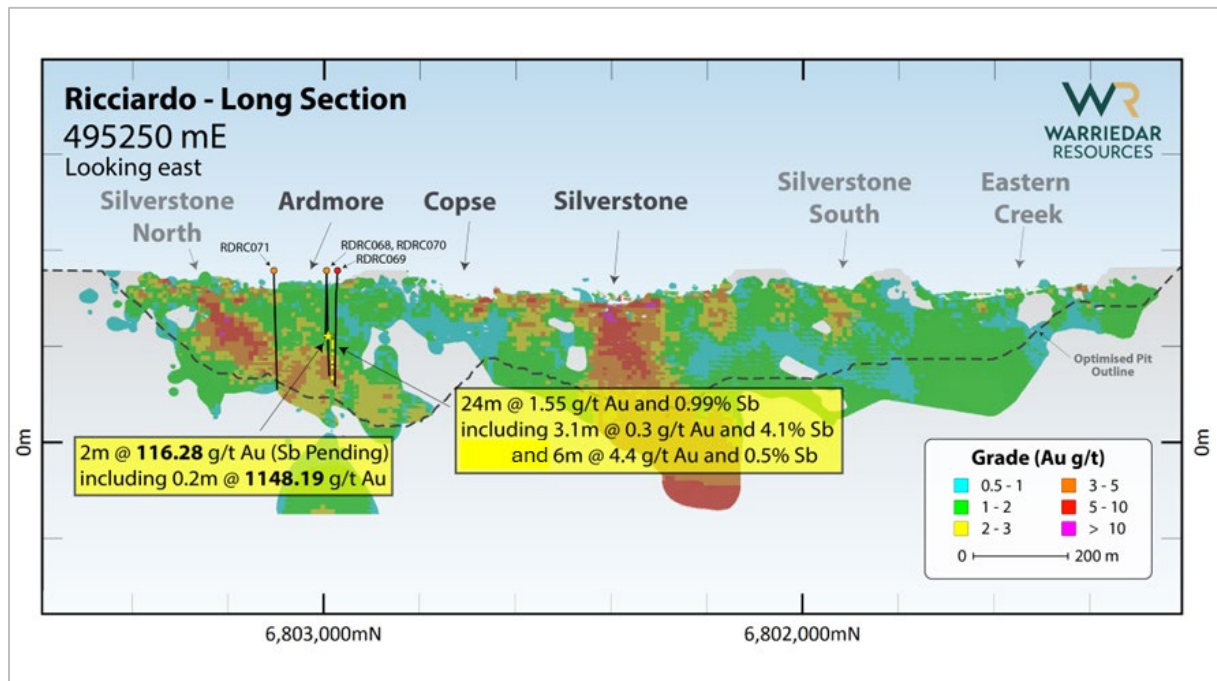 Ricciardo - Long Section
495250 mE
Looking east
WR
WARRIEDAR
RESOURCES
Silverstone
North
Ardmore
Copse
Silverstone
Silverstone
South
Eastern
Creek
RDRC071
RDRC068, RDRC070
RDRC069
Optimised Pit
Outline
24m @ 1.55 g/t Au and 0.99% Sb
including 3.1m @ 0.3 g/t Au and 4.1% Sb
and 6m @ 4.4 g/t Au and 0.5% Sb
2m @ 116.28 g/t Au (Sb Pending)
including 0.2m @ 1148.19 g/t Au
0m
0m
Grade (Au g/t)
0.5 - 1
3 - 5
1 - 2
5 - 10
2 - 3
> 10
0 200 m
6,803,000mN
6,802,000mN